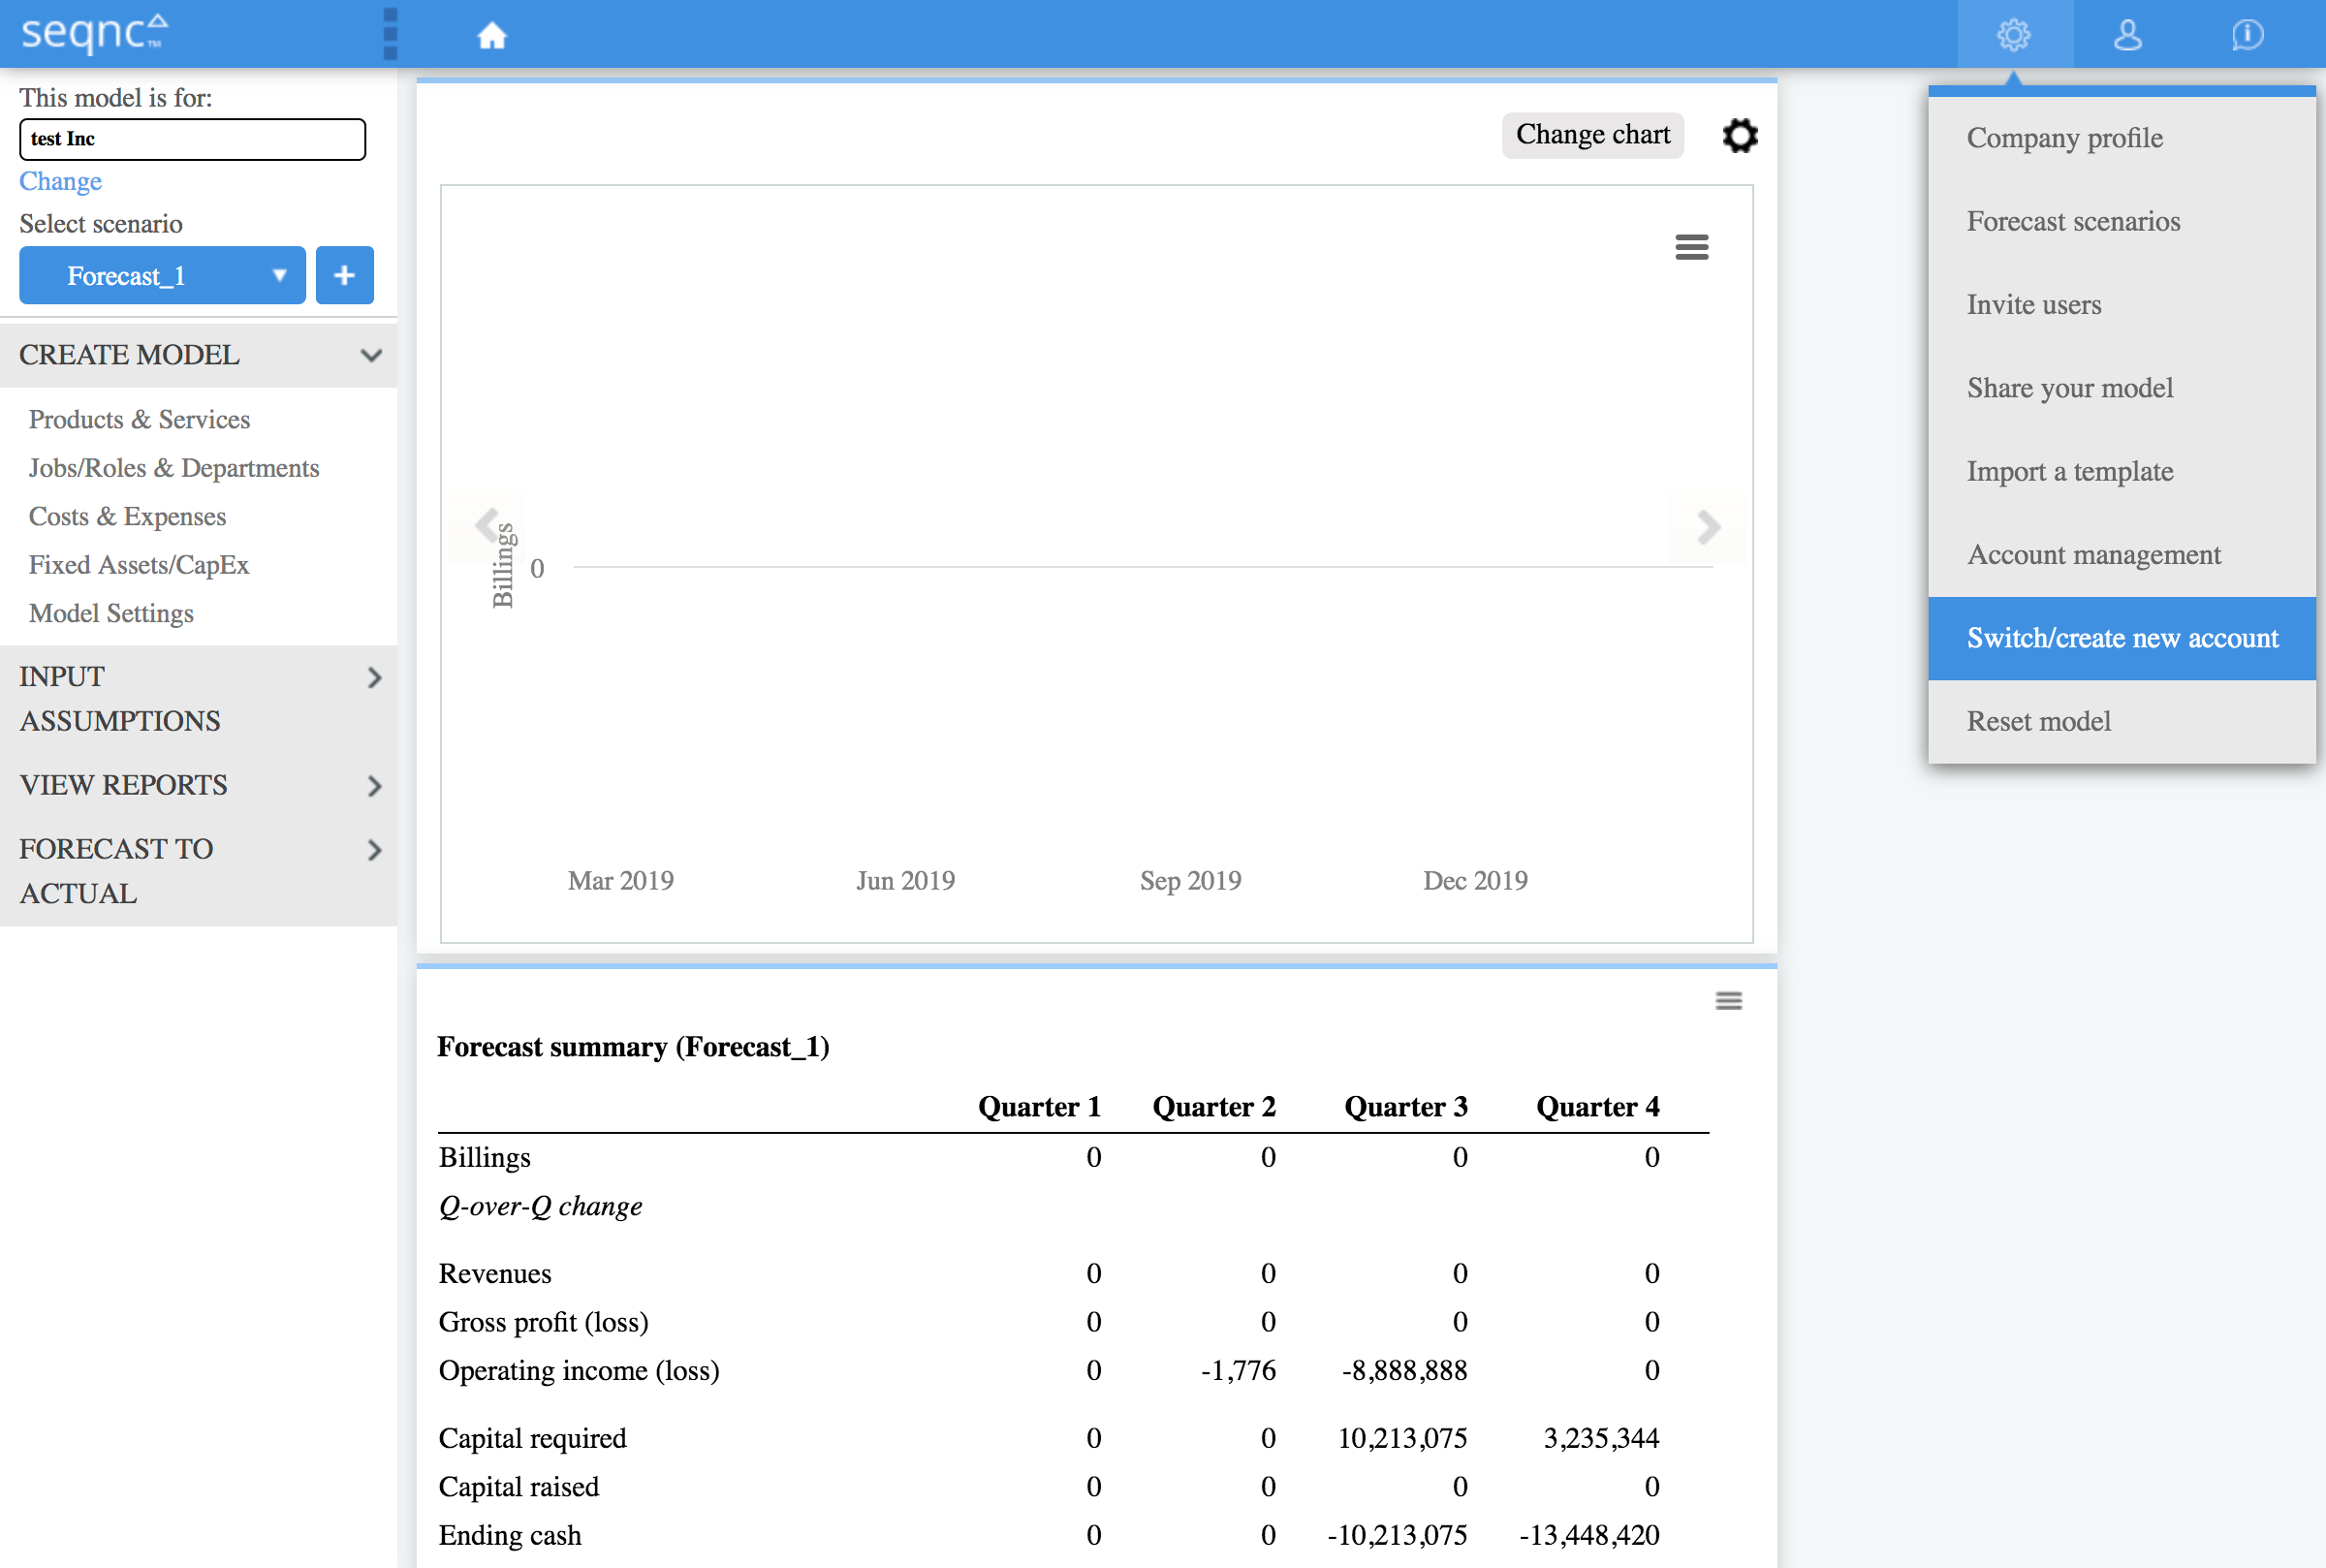 seqnc
TM
This model is for:
test Inc
Change
Select scenario
Forecast_1
+
CREATE MODEL
Products & Services
Jobs/Roles & Departments
Costs & Expenses
Fixed Assets/CapEx
Model Settings
INPUT
ASSUMPTIONS
VIEW REPORTS
FORECAST TO
ACTUAL
Change chart
Billings
0
Mar 2019 Jun 2019 Sep 2019 Dec 2019
Forecast summary (Forecast_1)
Quarter 1 Quarter 2 Quarter 3 Quarter 4
Billings 0 0 0 0
Q-over-Q change
Revenues 0 0 0 0
Gross profit (loss) 0 0 0 0
Operating income (loss) 0 -1,776 -8,888,888 0
Capital required 0 0 10,213,075 3,235,344
Capital raised 0 0 0 0
Ending cash 0 0 -10,213,075 -13,448,420
Company profile
Forecast scenarios
Invite users
Share your model
Import a template
Account management
Switch/create new account
Reset model